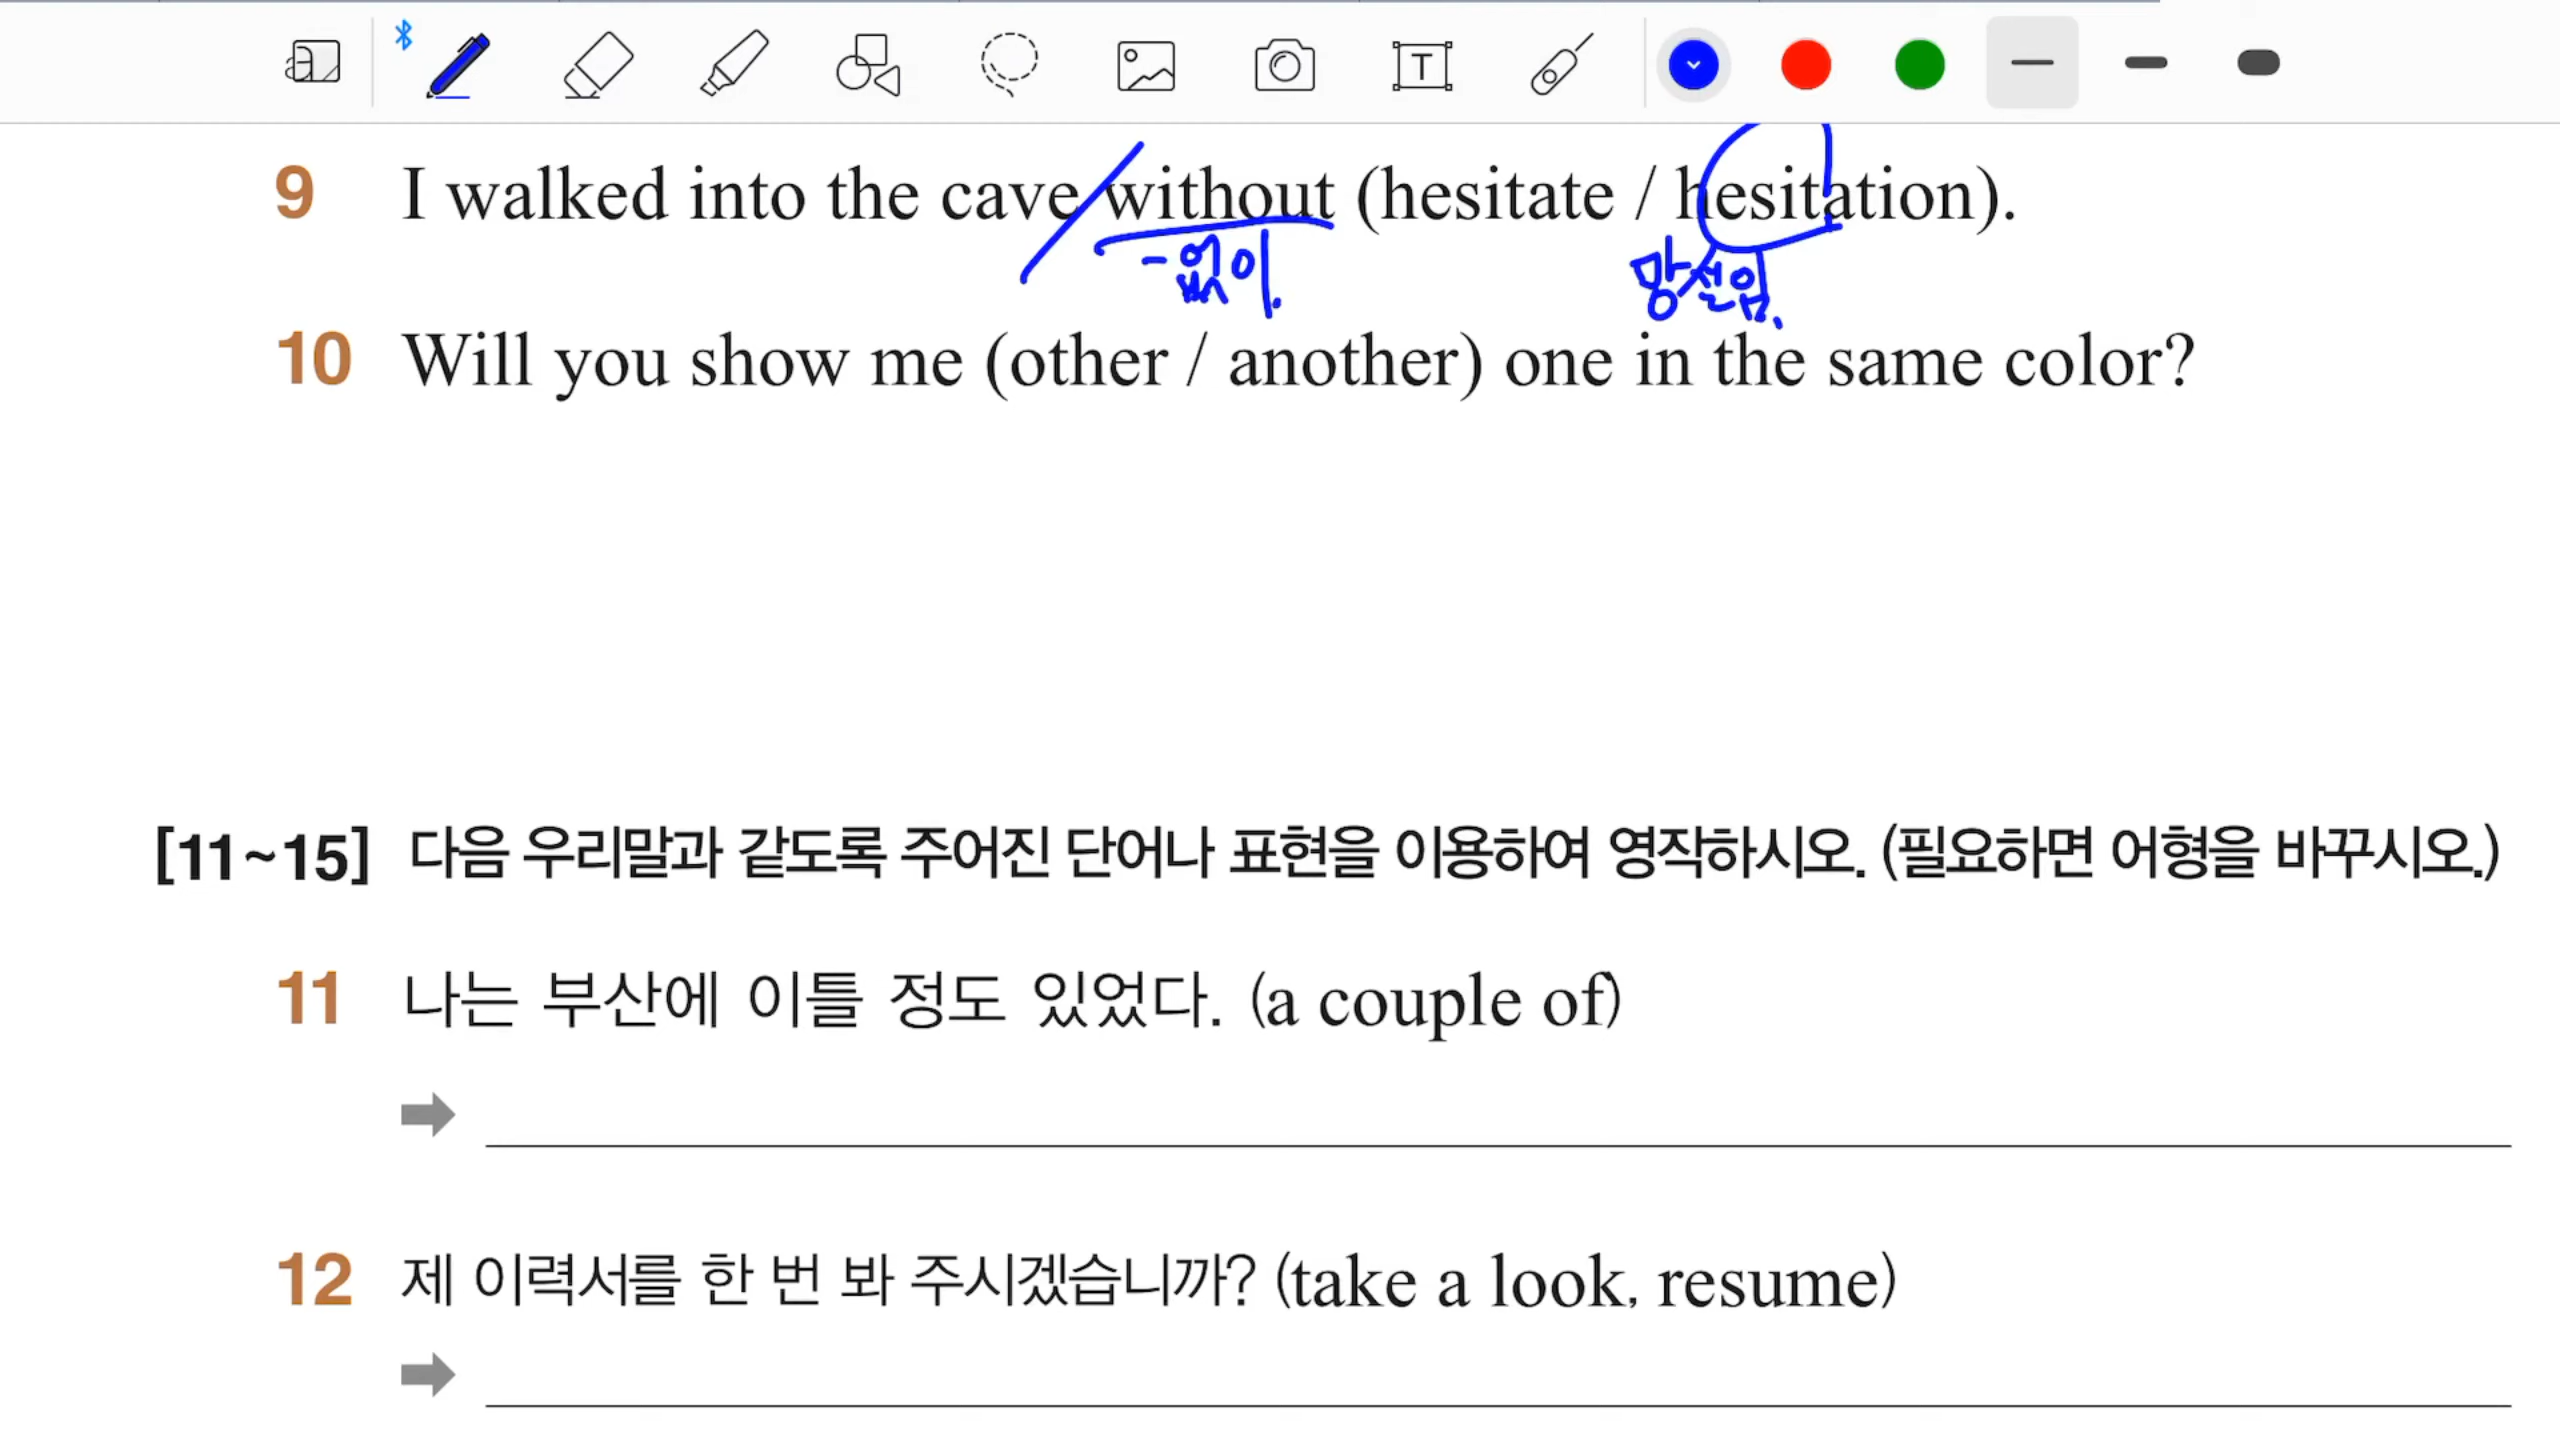 9 I walked into the cave without (hesitate / hesitation).
-없이.
망설임.
10 Will you show me (other / another) one in the same color?
[11~15] 다음 우리말과 같도록 주어진 단어나 표현을 이용하여 영작하시오. (필요하면 어형을 바꾸시오.)
11 나는 부산에 이틀 정도 있었다. (a couple of)
12 제 이력서를 한 번 봐 주시겠습니까? (take a look, resume)